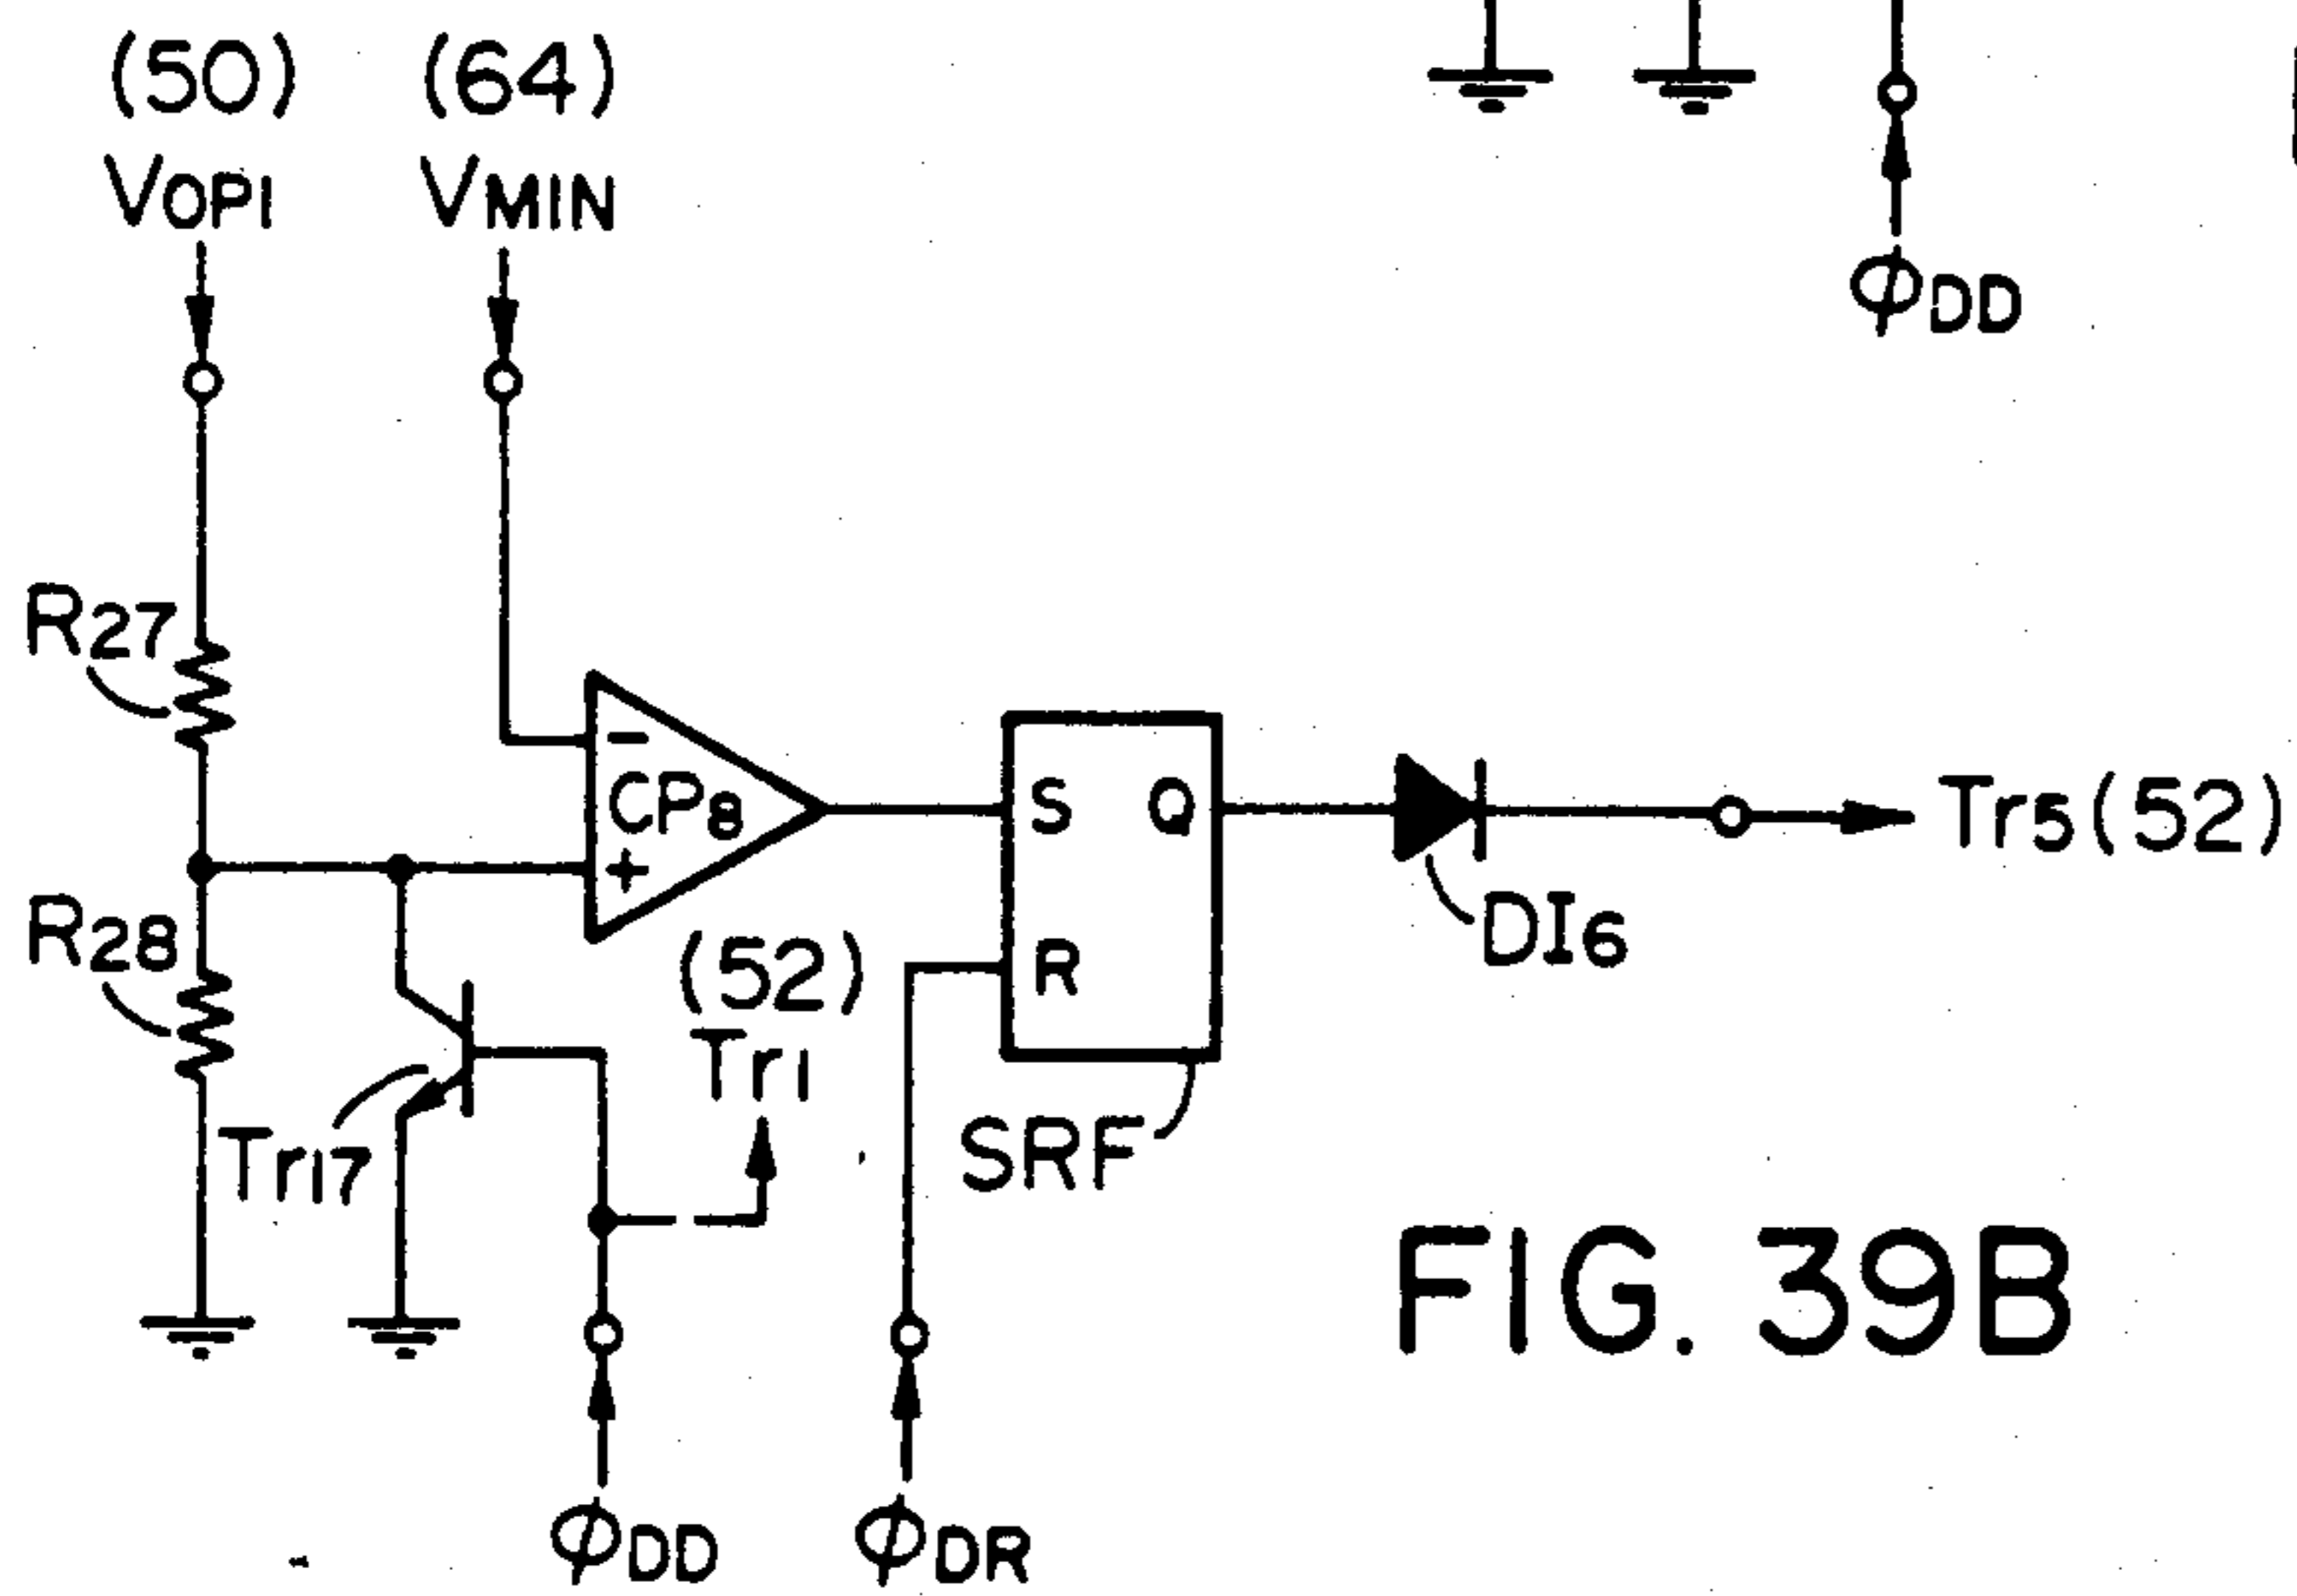 (50) (64)
VOPI VMIN
φDD
R27
- CP8 +
S Q
R
Tr5(52)
R28
DI6
(52)
Tr1
Tr17
SRF
FIG. 39B
φDD φDR